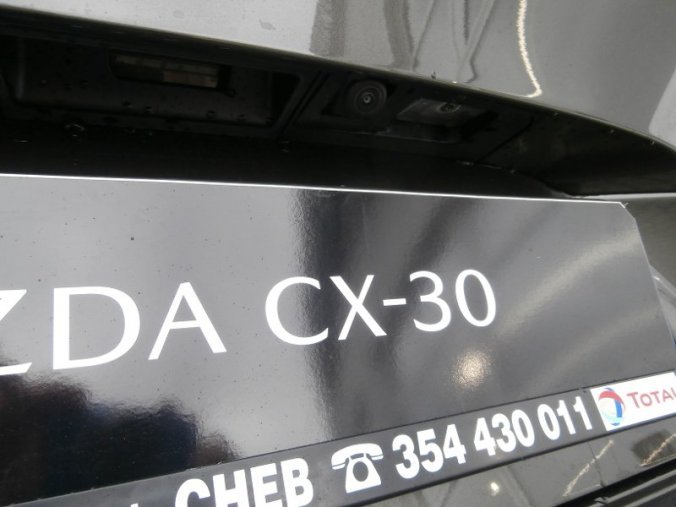 ZDA CX-30
CHEB ☎ 354 430 011 TOTAL